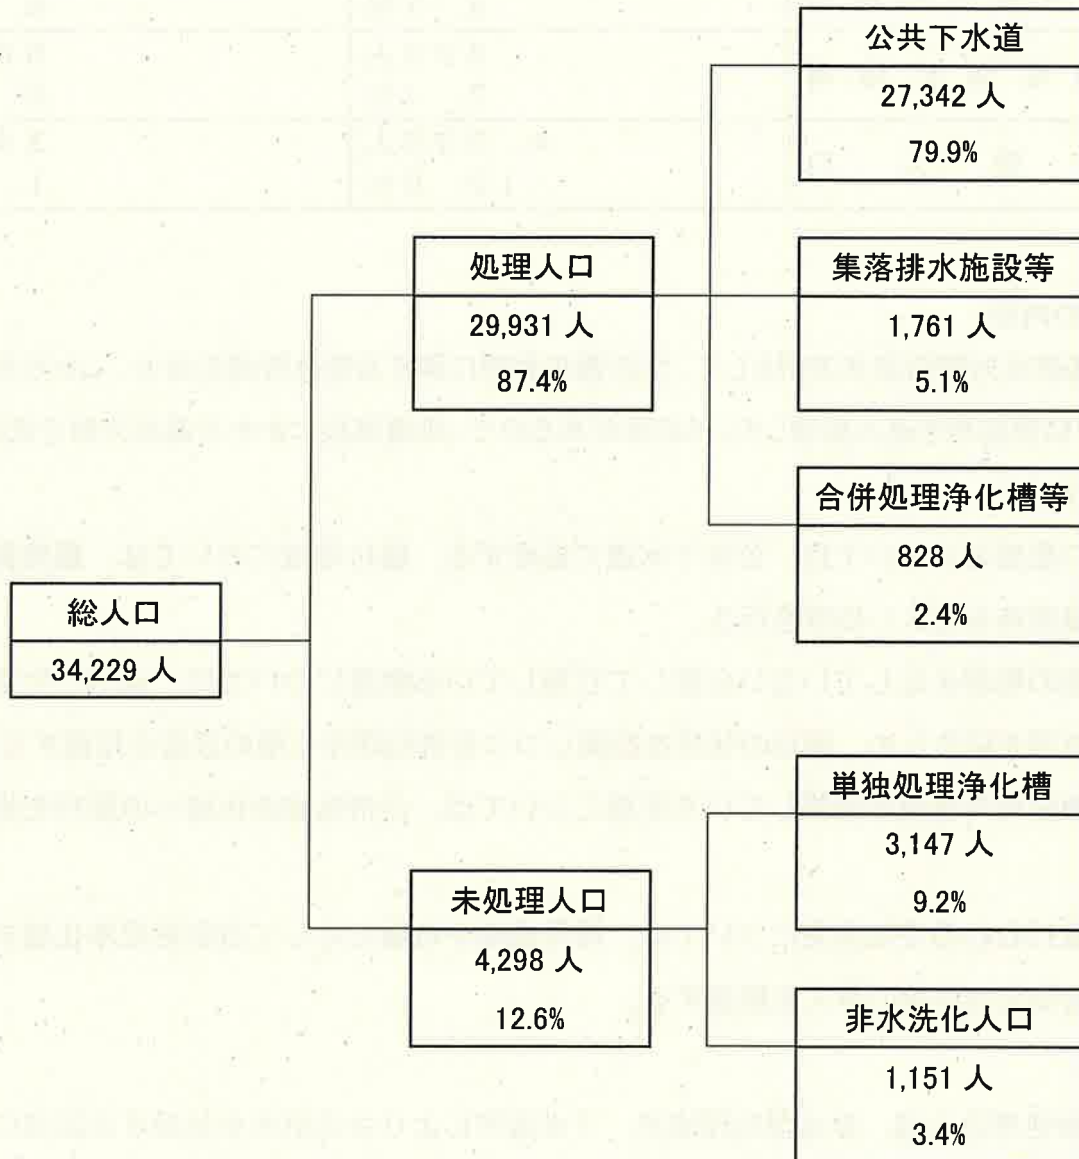 総人口
34,229 人
処理人口
29,931 人
87.4%
公共下水道
27,342 人
79.9%
集落排水施設等
1,761 人
5.1%
合併処理浄化槽等
828 人
2.4%
未処理人口
4,298 人
12.6%
単独処理浄化槽
3,147 人
9.2%
非水洗化人口
1,151 人
3.4%